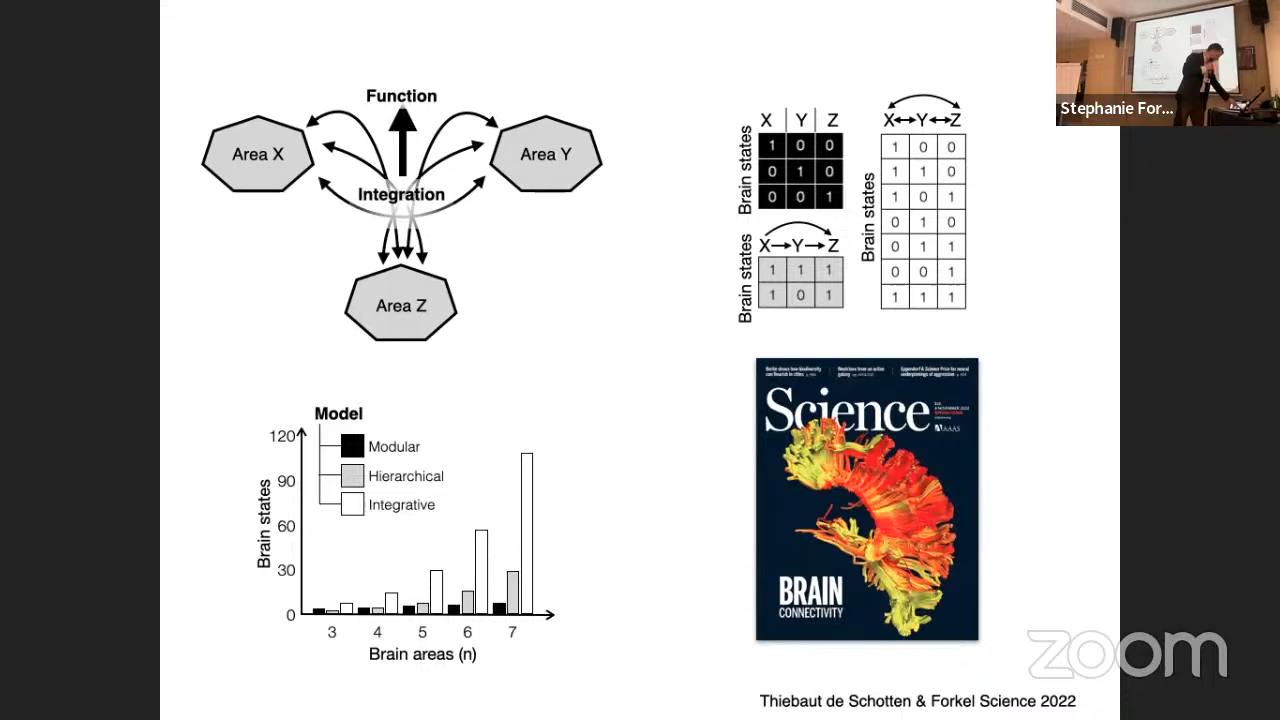 Function
Area X
Area Y
Integration
Area Z
X Y Z
Brain states
1 0 0
0 1 0
0 0 1
X Y Z
Brain states
1 1 1
1 0 1
X Y Z
Brain states
1 0 0
1 1 0
1 0 1
0 1 0
0 1 1
0 0 1
1 1 1
Stephanie For...
Model
Modular
Hierarchical
Integrative
Brain states
120
90
60
30
0
3 4 5 6 7
Brain areas (n)
Science
AAAS
BRAIN
CONNECTIVITY
zoom
Thiebaut de Schotten & Forkel Science 2022